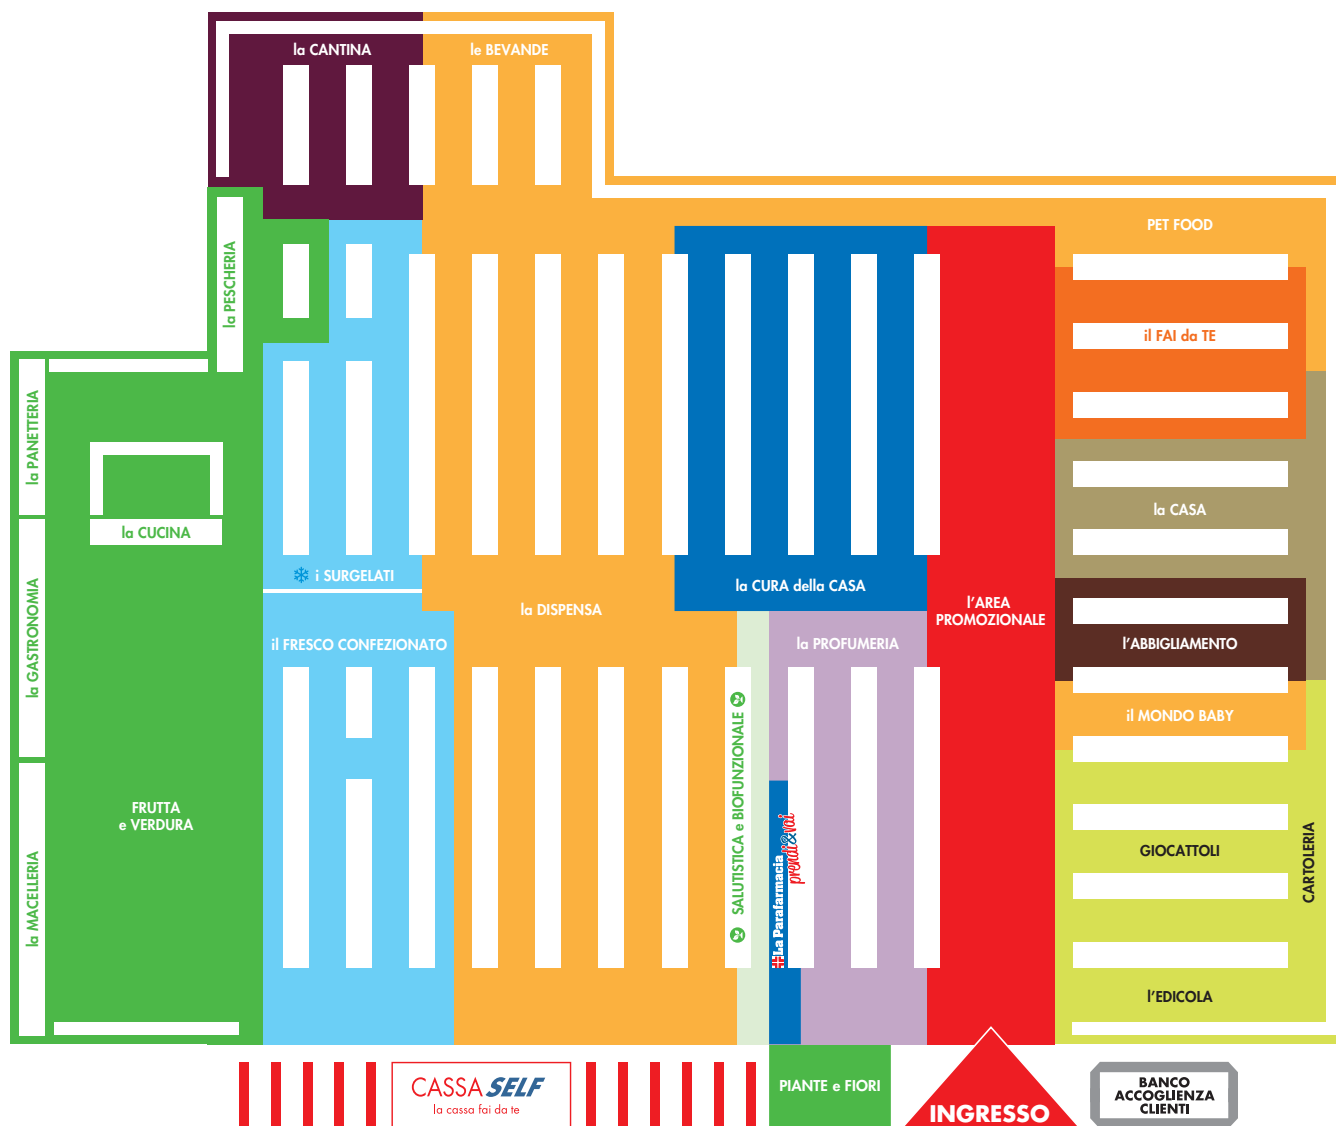 la CANTINA
le BEVANDE
la PESCHERIA
PET FOOD
il FAI da TE
la PANETTERIA
la CUCINA
la CASA
i SURGELATI
la CURA della CASA
la DISPENSA
l'AREA
PROMOZIONALE
la GASTRONOMIA
il FRESCO CONFEZIONATO
la PROFUMERIA
l'ABBIGLIAMENTO
il MONDO BABY
SALUTISTICA e BIOFUNZIONALE
FRUTTA
e VERDURA
La Parafarmacia
prendi&vai
GIOCATTOLI
CARTOLERIA
la MACELLERIA
l'EDICOLA
CASSA SELF
la cassa fai da te
PIANTE e FIORI
INGRESSO
BANCO
ACCOGLIENZA
CLIENTI